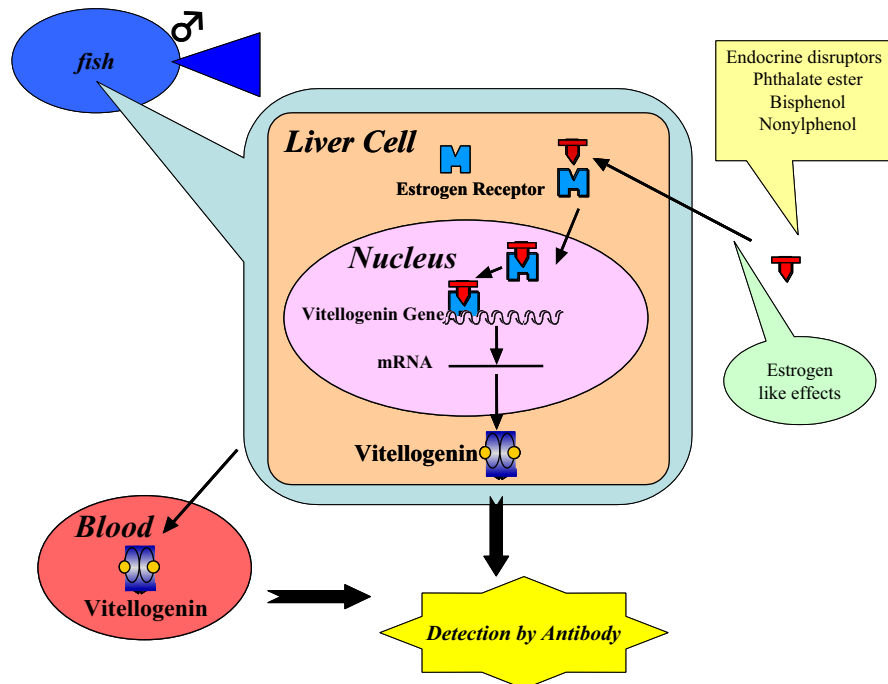 ♂
fish
Endocrine disruptors
Phthalate ester
Bisphenol
Nonylphenol
Liver Cell
Estrogen Receptor
Nucleus
Vitellogenin Gene
mRNA
Estrogen
like effects
Vitellogenin
Blood
Vitellogenin
Detection by Antibody